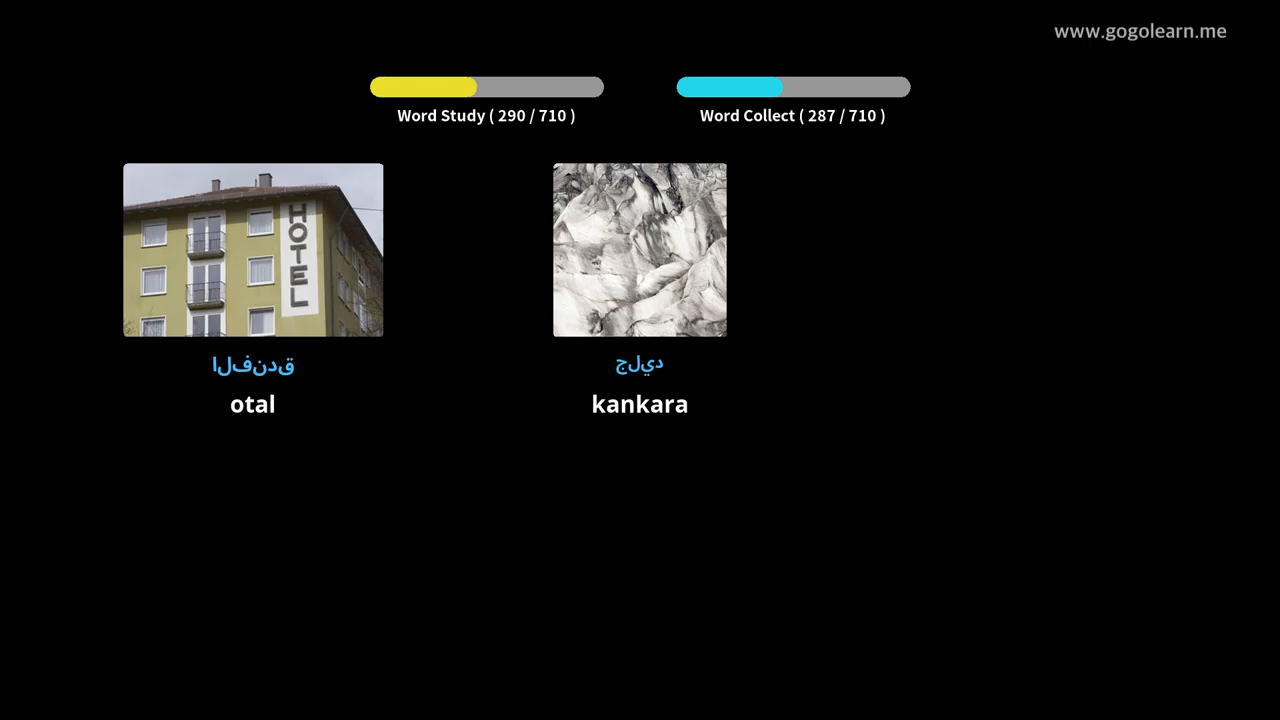 www.gogolearn.me
Word Study ( 290 / 710 )
Word Collect ( 287 / 710 )
الفندق
جليد
otal
kankara
HOTEL